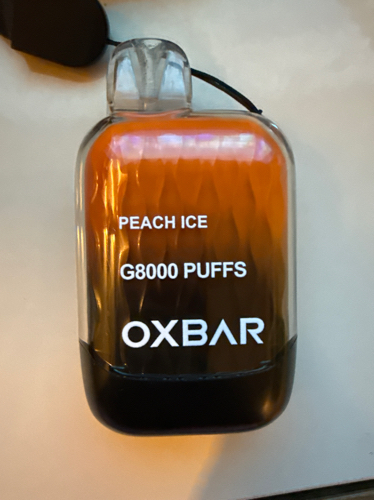 PEACH ICE
G8000 PUFFS
OXBAR